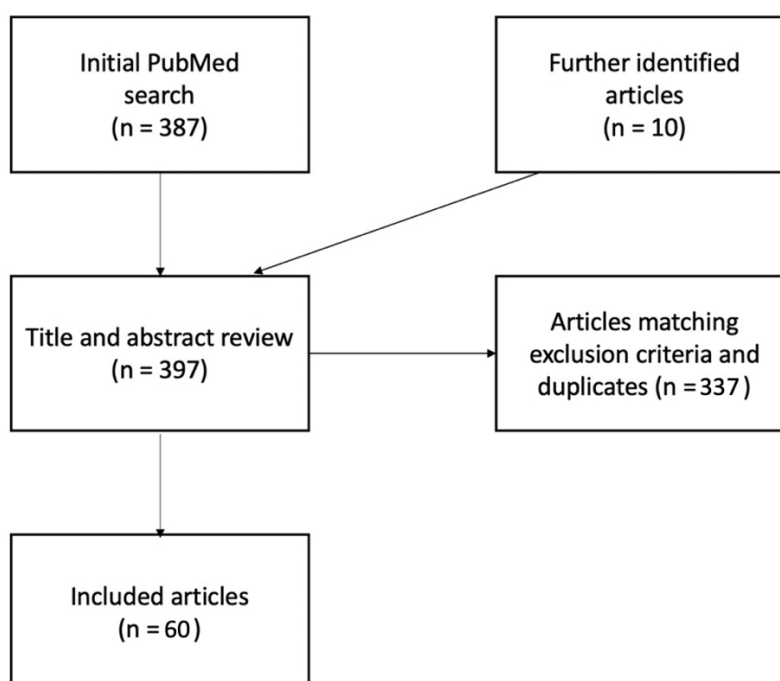 Initial PubMed
search
(n = 387)
Further identified
articles
(n = 10)
Title and abstract review
(n = 397)
Articles matching
exclusion criteria and
duplicates (n = 337)
Included articles
(n = 60)